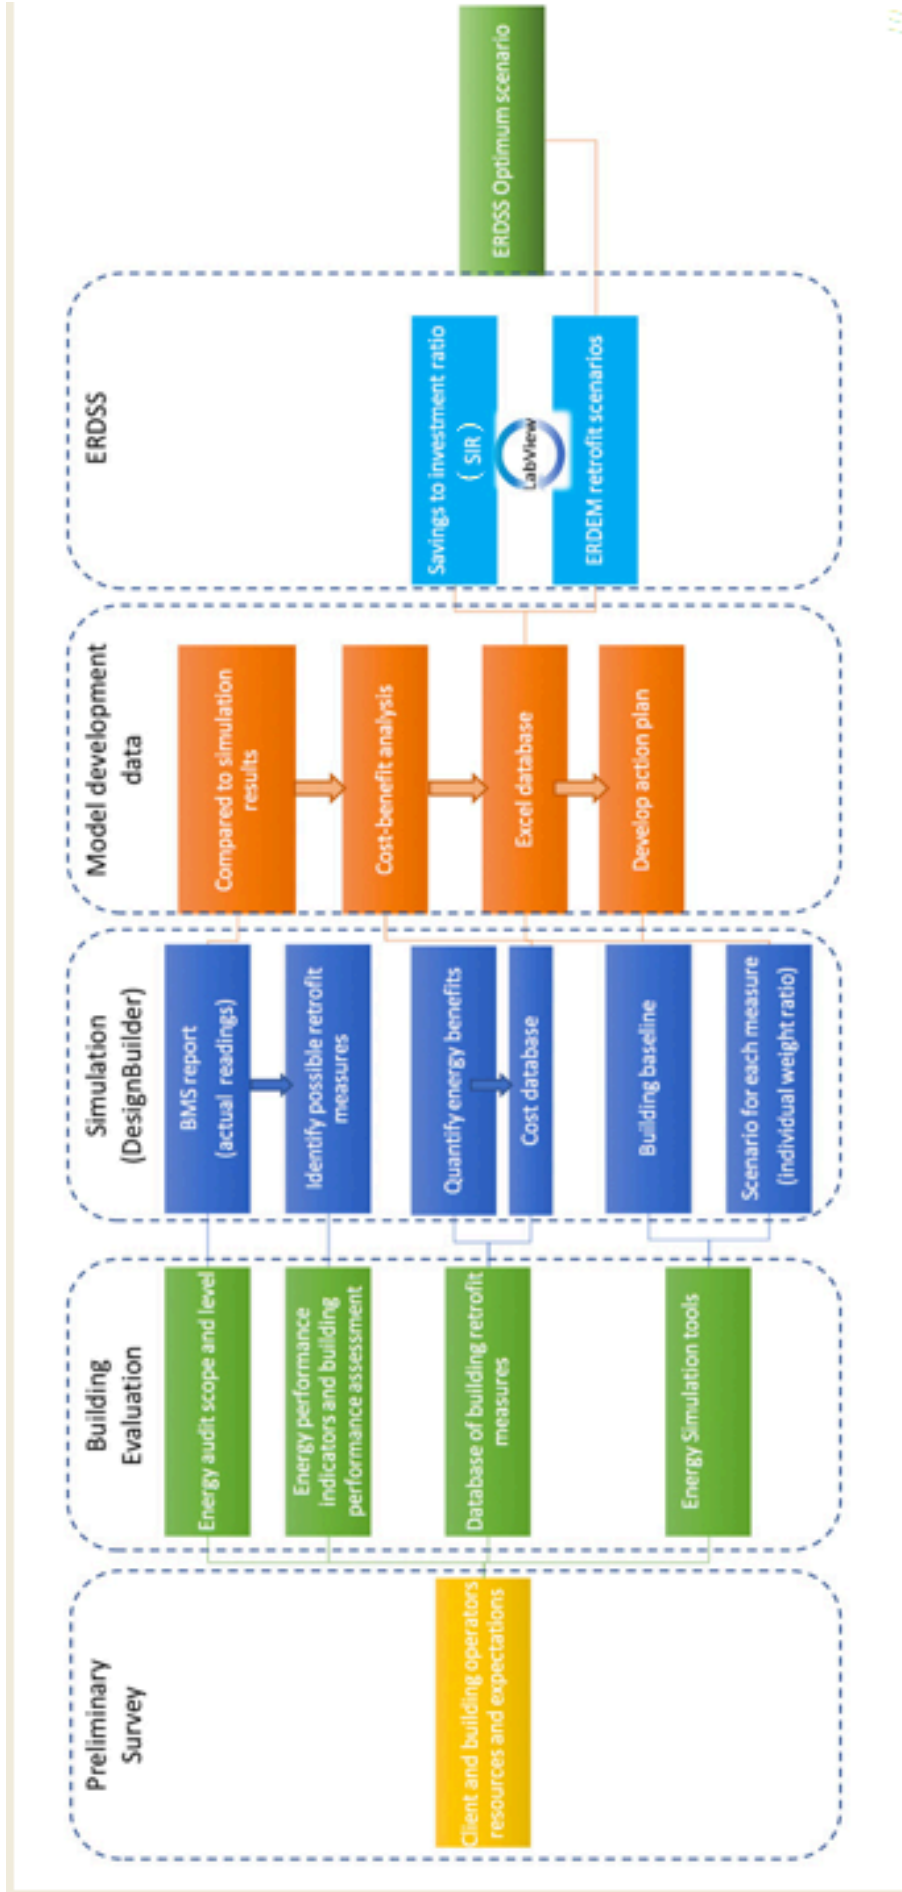 Preliminary
Survey
Client and building operators
resources and expectations
Building
Evaluation
Energy audit scope and level
Energy performance
indicators and building
performance assessment
Database of building retrofit
measures
Energy Simulation tools
Simulation
(DesignBuilder)
BMS report
(actual readings)
Identify possible retrofit
measures
Quantify energy benefits
Cost database
Building baseline
Scenario for each measure
(individual weight ratio)
Model development
data
Compared to simulation
results
Cost-benefit analysis
Excel database
Develop action plan
ERDSS
Savings to investment ratio
( SIR )
LabView
ERDEM retrofit scenarios
ERDSS Optimum scenario